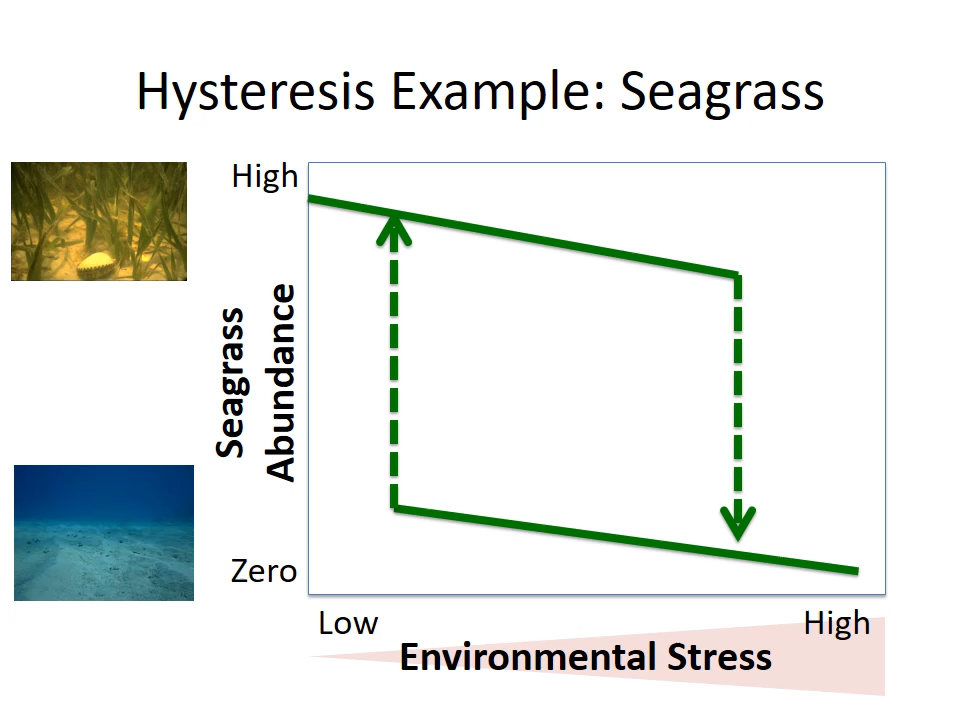 Hysteresis Example: Seagrass
High
Seagrass
Abundance
Zero
Low
High
Environmental Stress